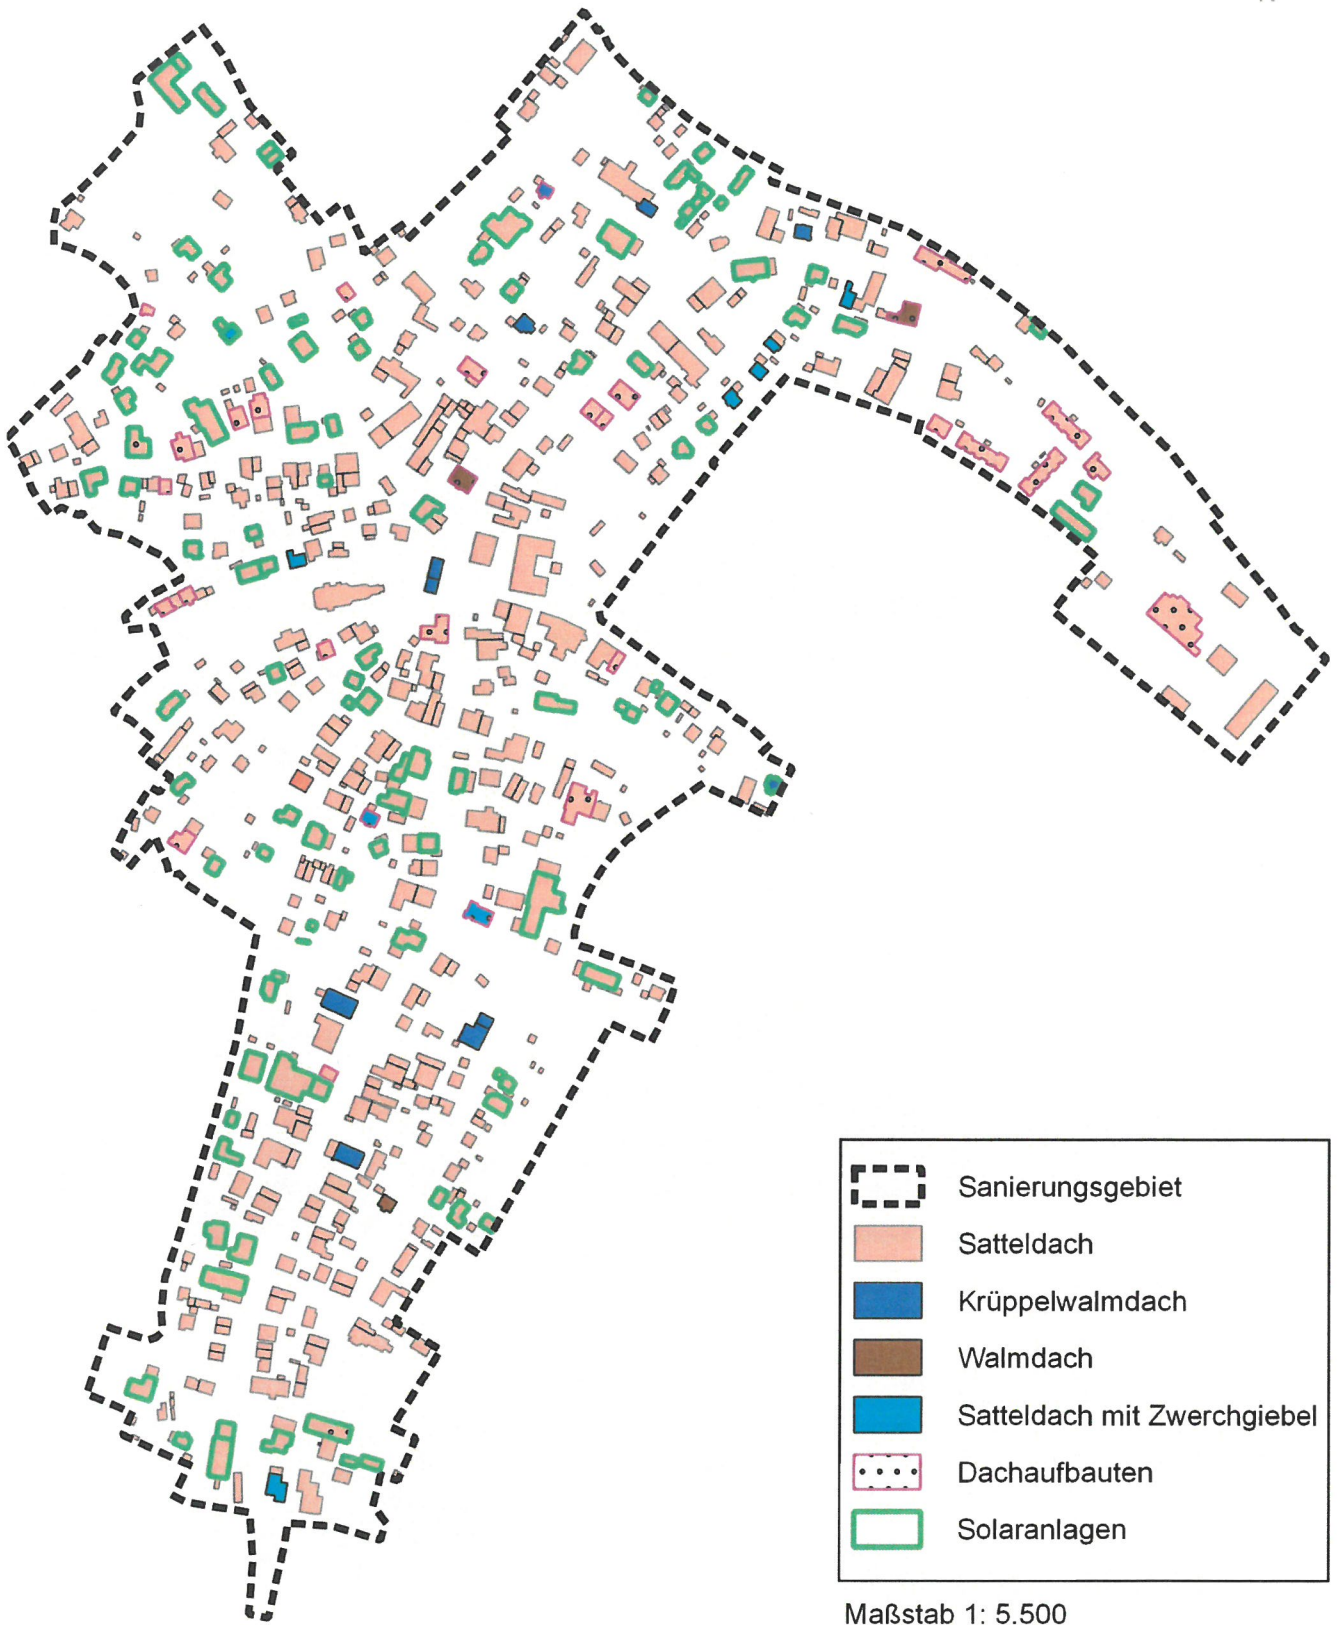 Sanierungsgebiet
Satteldach
Krüppelwalmdach
Walmdach
Satteldach mit Zwerchgiebel
Dachaufbauten
Solaranlagen
Maßstab 1: 5.500